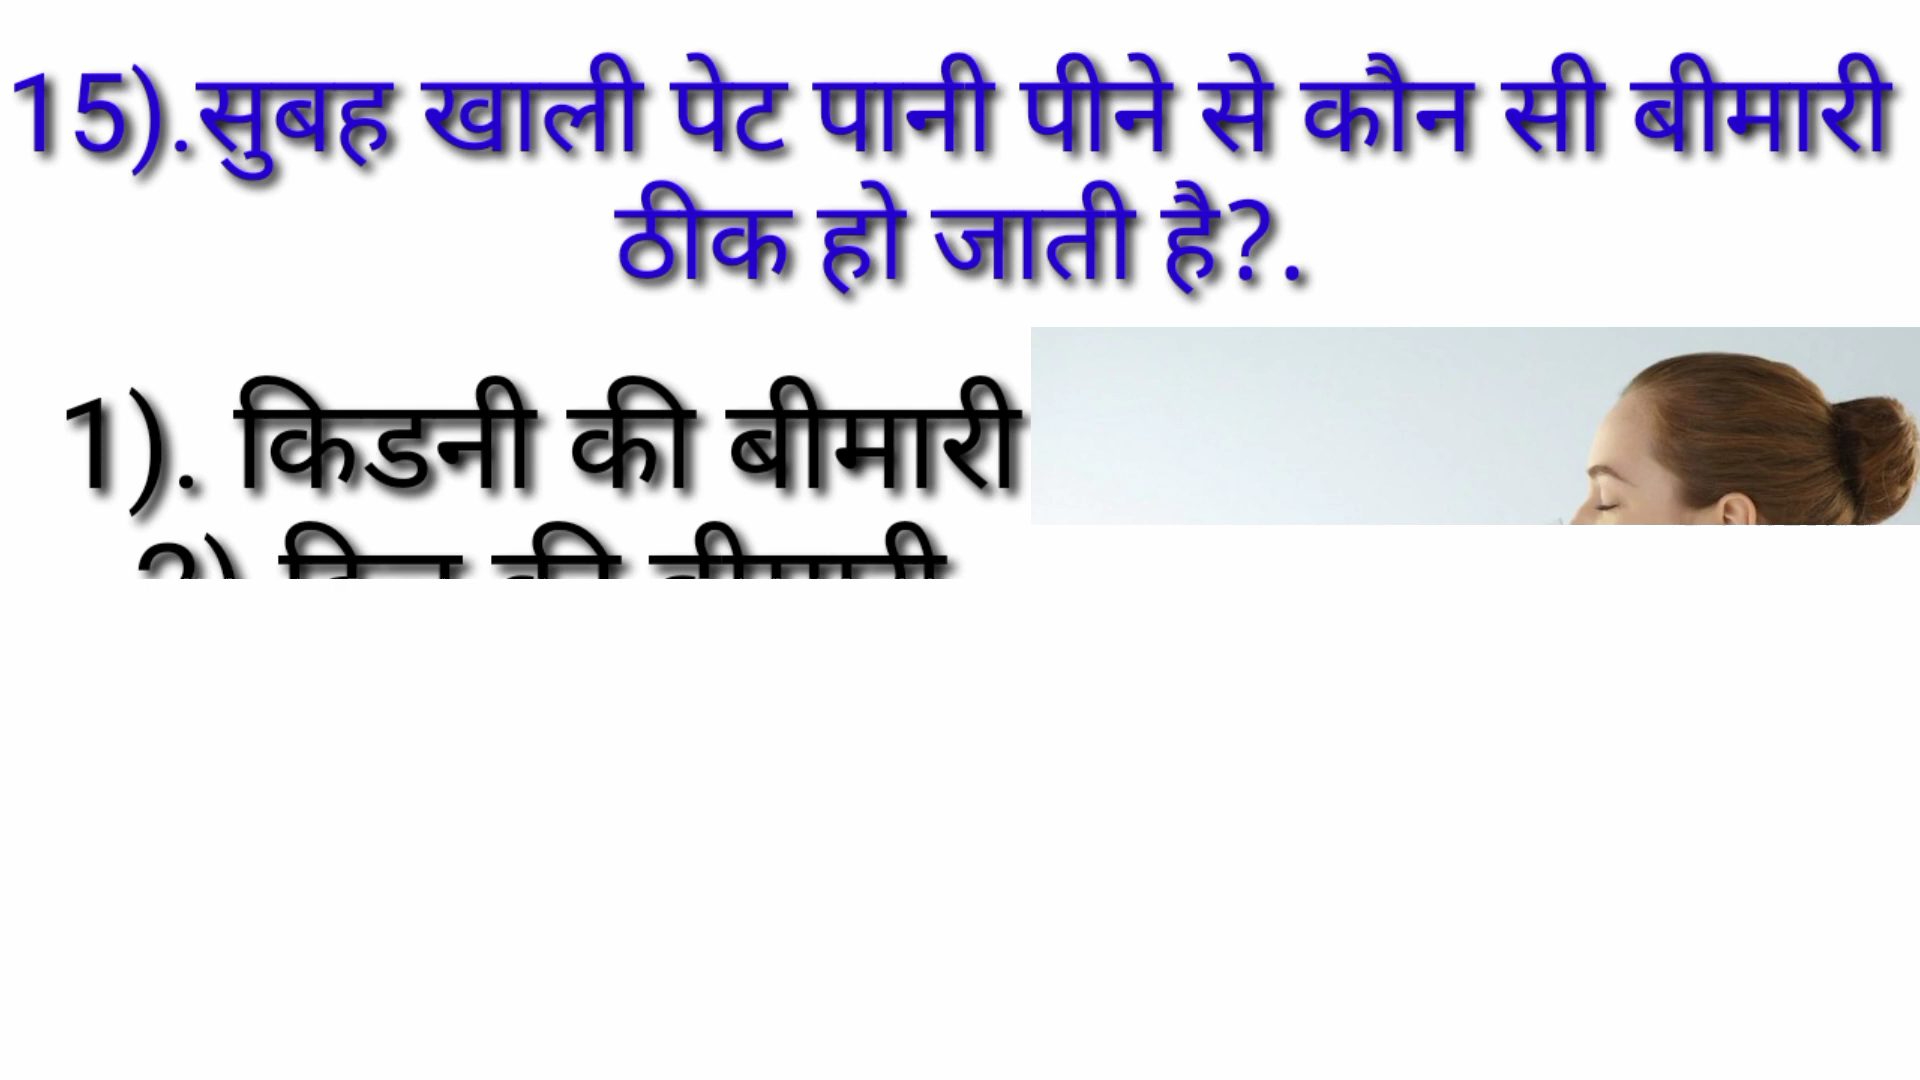 15).सुबह खाली पेट पानी पीने से कौन सी बीमारी
ठीक हो जाती है?.
1). किडनी की बीमारी
की बीमारी